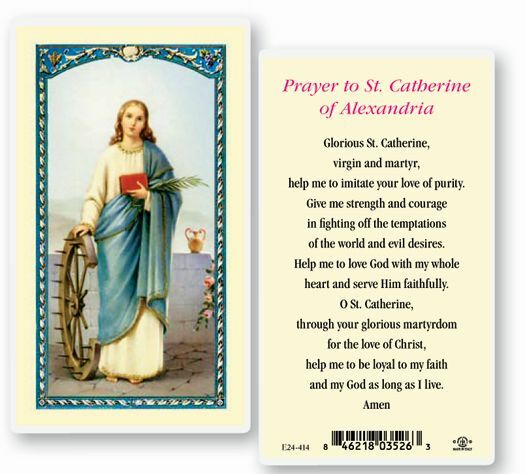 Prayer to St. Catherine
of Alexandria
Glorious St. Catherine,
virgin and martyr,
help me to imitate your love of purity.
Give me strength and courage
in fighting off the temptations
of the world and evil desires.
Help me to love God with my whole
heart and serve Him faithfully.
O St. Catherine,
through your glorious martyrdom
for the love of Christ,
help me to be loyal to my faith
and my God as long as I live.
Amen
E24-414
8 46218 03526 3
MADE IN ITALY